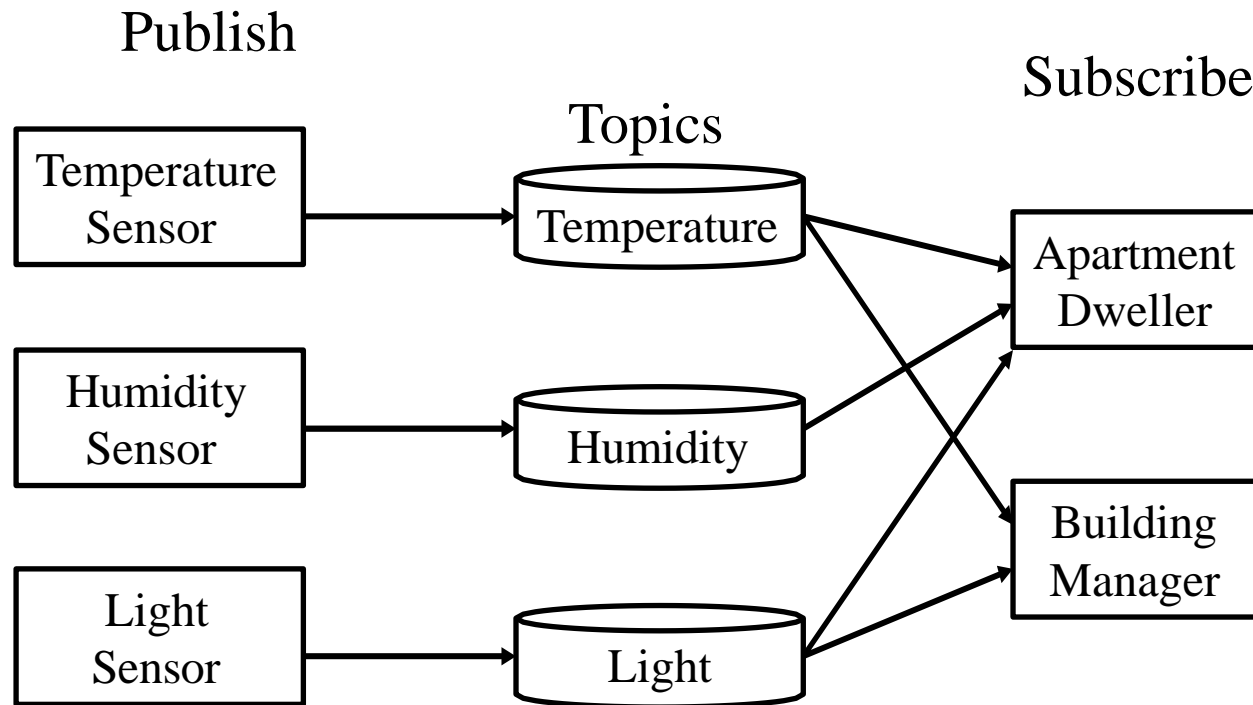 Publish
Subscribe
Topics
Temperature
Sensor
Temperature
Apartment
Dweller
Humidity
Sensor
Humidity
Building
Manager
Light
Sensor
Light